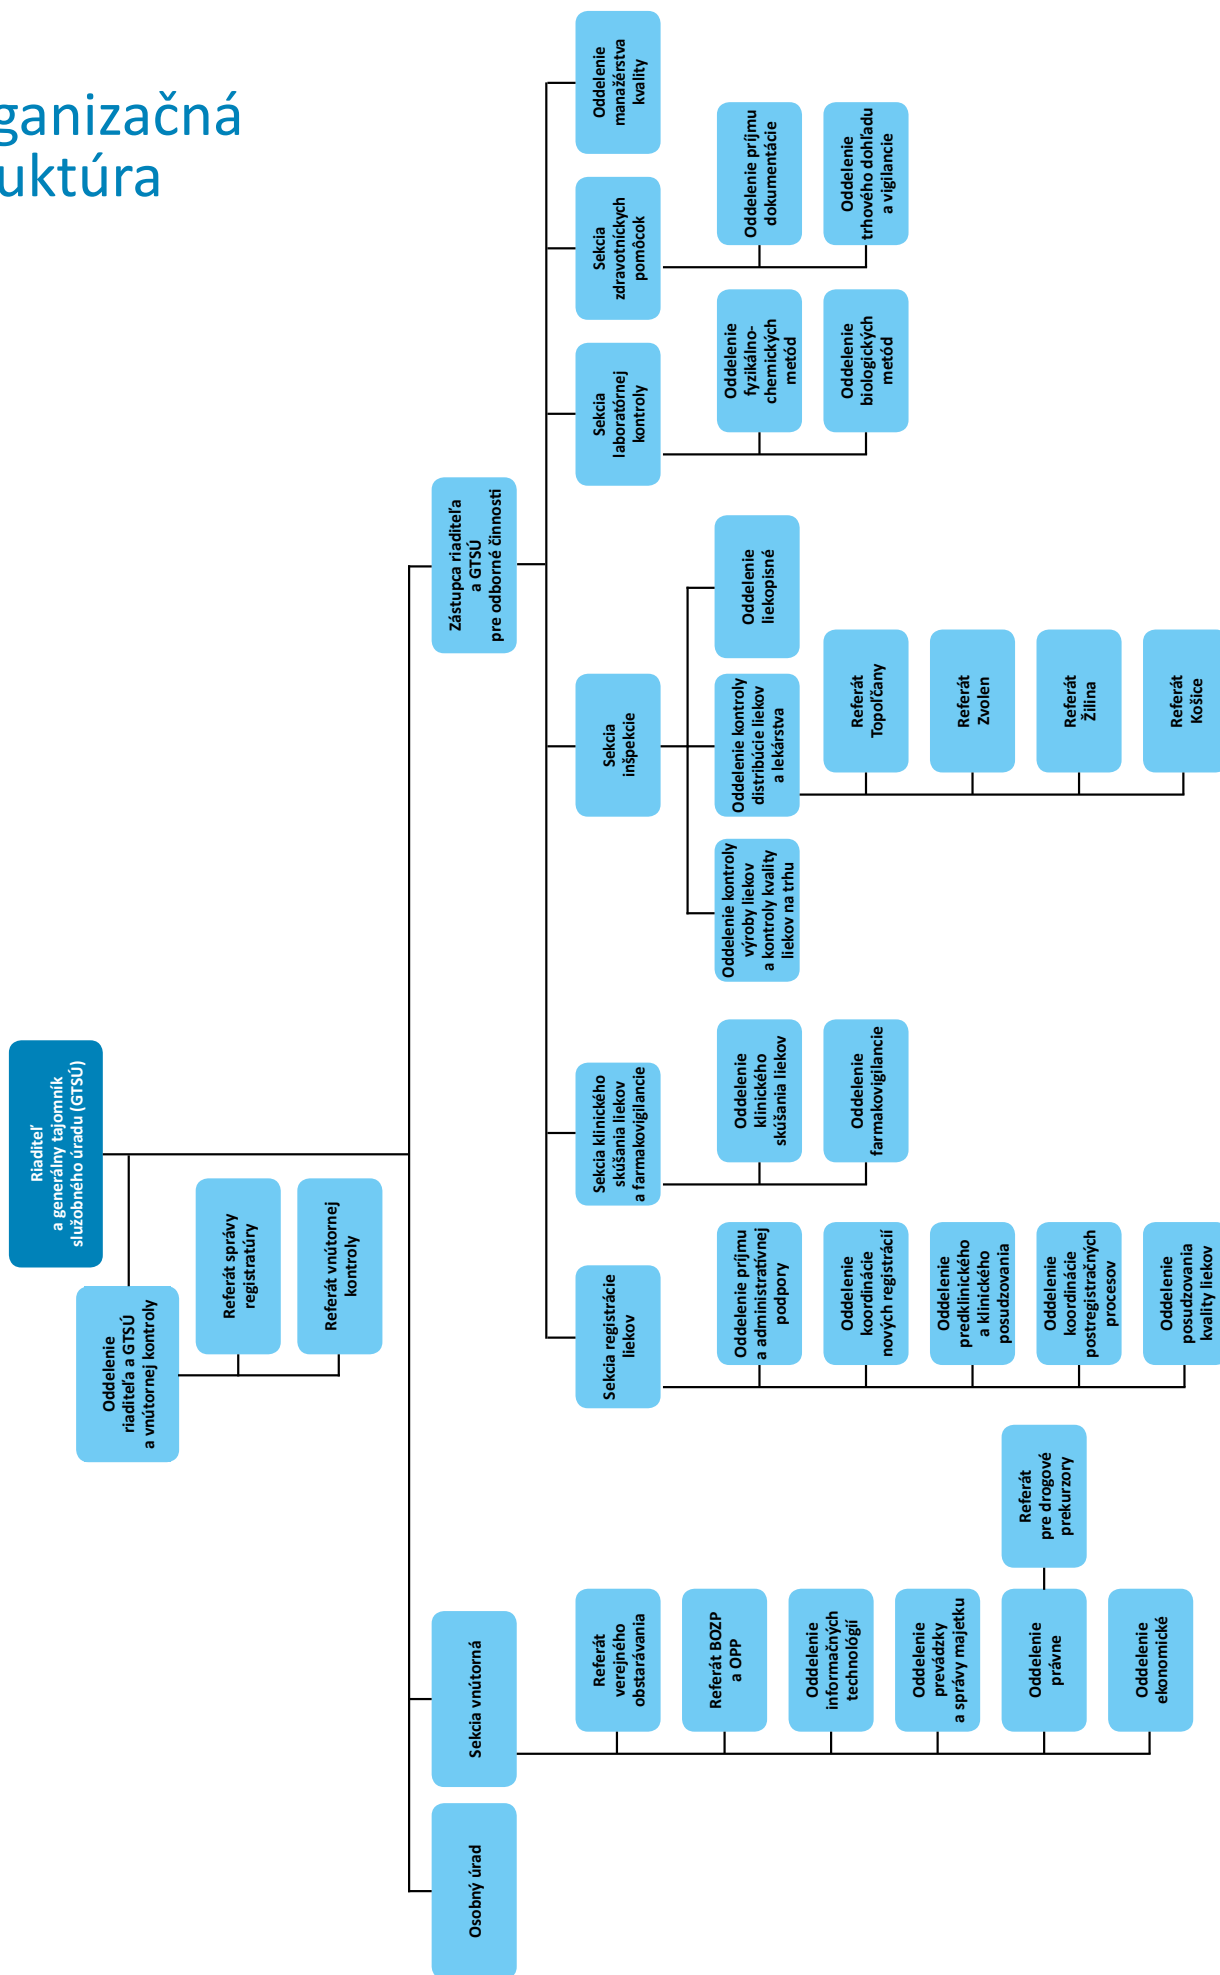 ganizačná
uktúra
Riaditeľ
a generálny tajomník
služobného úradu (GTSÚ)
Oddelenie
riaditeľa a GTSÚ
a vnútornej kontroly
Referát správy
registratúry
Referát vnútornej
kontroly
Osobný úrad
Sekcia vnútorná
Zástupca riaditeľa
a GTSÚ
pre odborné činnosti
Referát
verejného
obstarávania
Referát BOZP
a OPP
Oddelenie
informačných
technológií
Oddelenie
prevádzky
a správy majetku
Oddelenie
právne
Referát
pre drogové
prekurzory
Oddelenie
ekonomické
Sekcia registrácie
liekov
Oddelenie príjmu
a administratívnej
podpory
Oddelenie
koordinácie
nových registrácií
Oddelenie
predklinického
a klinického
posudzovania
Oddelenie
koordinácie
postregistračných
procesov
Oddelenie
posudzovania
kvality liekov
Sekcia klinického
skúšania liekov
a farmakovigilancie
Oddelenie
klinického
skúšania liekov
Oddelenie
farmakovigilancie
Sekcia
inšpekcie
Oddelenie kontroly
výroby liekov
a kontroly kvality
liekov na trhu
Oddelenie kontroly
distribúcie liekov
a lekárstva
Oddelenie
liekopisné
Referát
Topoľčany
Referát
Zvolen
Referát
Žilina
Referát
Košice
Sekcia
laboratórnej
kontroly
Oddelenie
fyzikálno-
chemických
metód
Oddelenie
biologických
metód
Sekcia
zdravotníckych
pomôcok
Oddelenie príjmu
dokumentácie
Oddelenie
trhového dohľadu
a vigilancie
Oddelenie
manažérstva
kvality